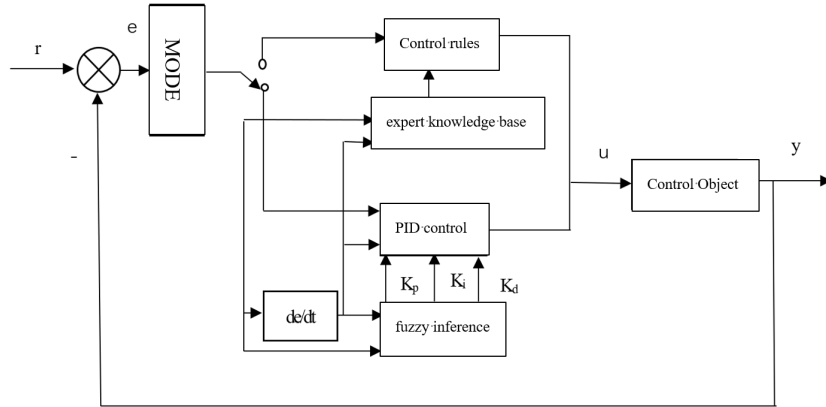 e
r
MODE
Control rules
expert knowledge base
-
u
y
Control Object
PID control
Kp
Ki
Kd
de/dt
fuzzy inference